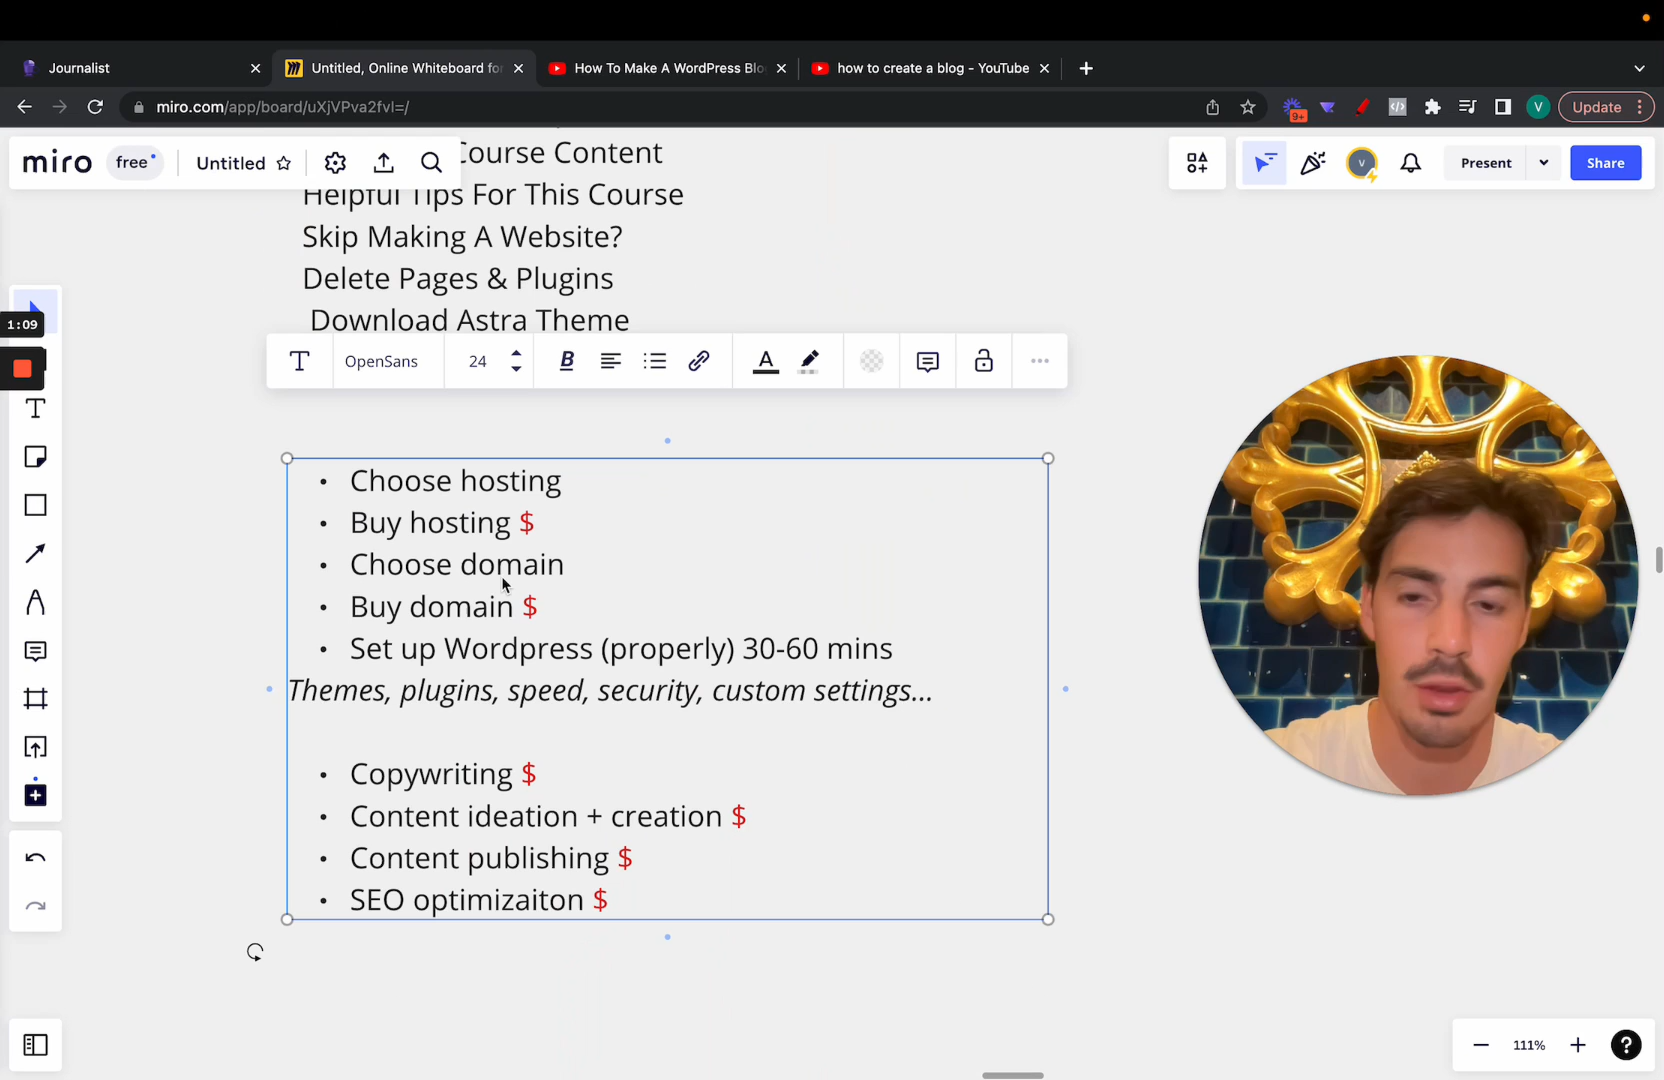 Journalist
Untitled, Online Whiteboard for
How To Make A WordPress Blo
how to create a blog - YouTube
miro.com/app/board/uXjVPva2fvI=/
9+
V
Update
miro
free
Untitled
V
Present
Share
Course Content
Helpful Tips For This Course
Skip Making A Website?
Delete Pages & Plugins
Download Astra Theme
1:09
OpenSans
24
B
A
• Choose hosting
• Buy hosting $
• Choose domain
• Buy domain $
• Set up Wordpress (properly) 30-60 mins
Themes, plugins, speed, security, custom settings...
• Copywriting $
• Content ideation + creation $
• Content publishing $
• SEO optimizaiton $
111%
?